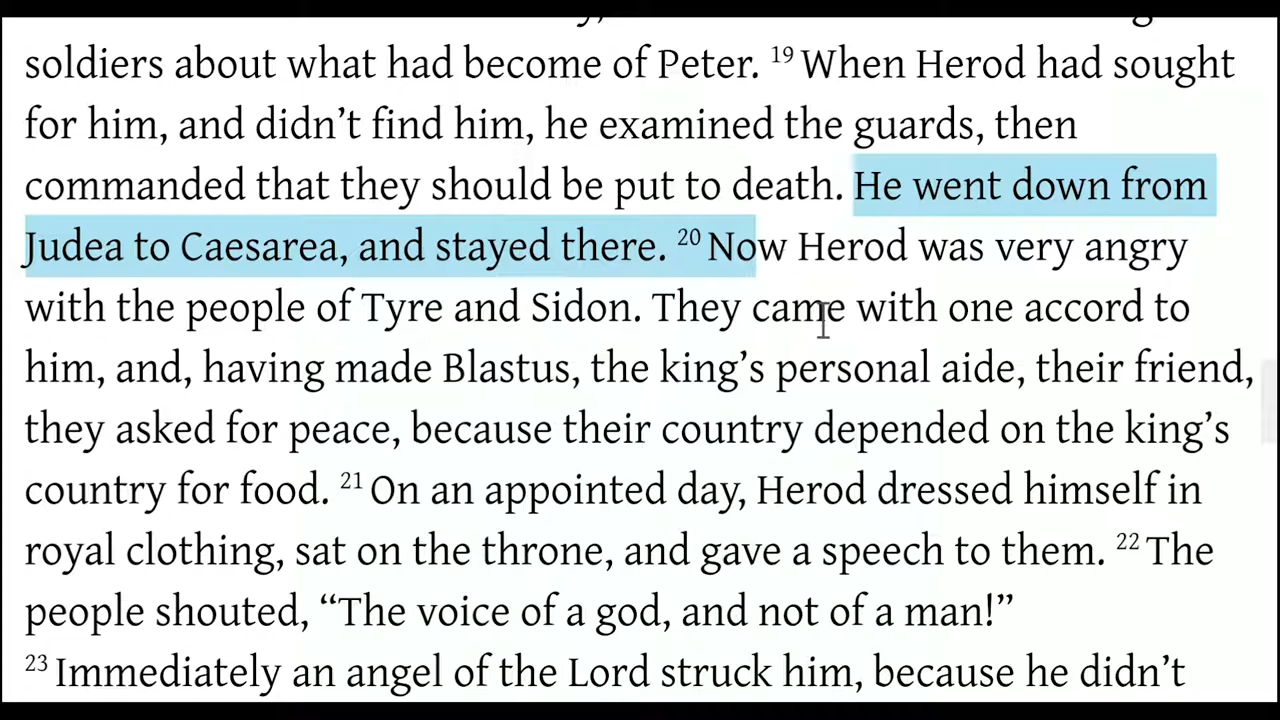 soldiers about what had become of Peter. 19 When Herod had sought
for him, and didn’t find him, he examined the guards, then
commanded that they should be put to death. He went down from
Judea to Caesarea, and stayed there. 20 Now Herod was very angry
with the people of Tyre and Sidon. They came with one accord to
him, and, having made Blastus, the king’s personal aide, their friend,
they asked for peace, because their country depended on the king’s
country for food. 21 On an appointed day, Herod dressed himself in
royal clothing, sat on the throne, and gave a speech to them. 22 The
people shouted, “The voice of a god, and not of a man!”
23 Immediately an angel of the Lord struck him, because he didn’t